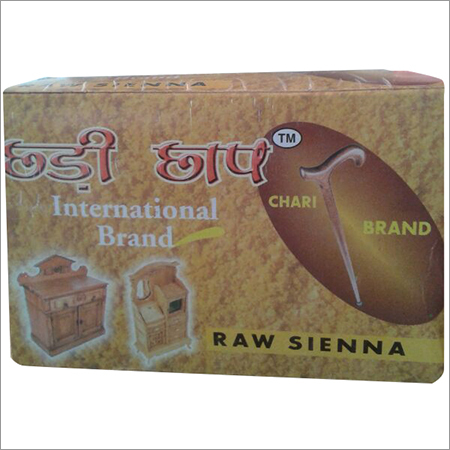 RAW SIENNA
छड़ी छाप TM
International
Brand
CHARI
BRAND
RAW SIENNA